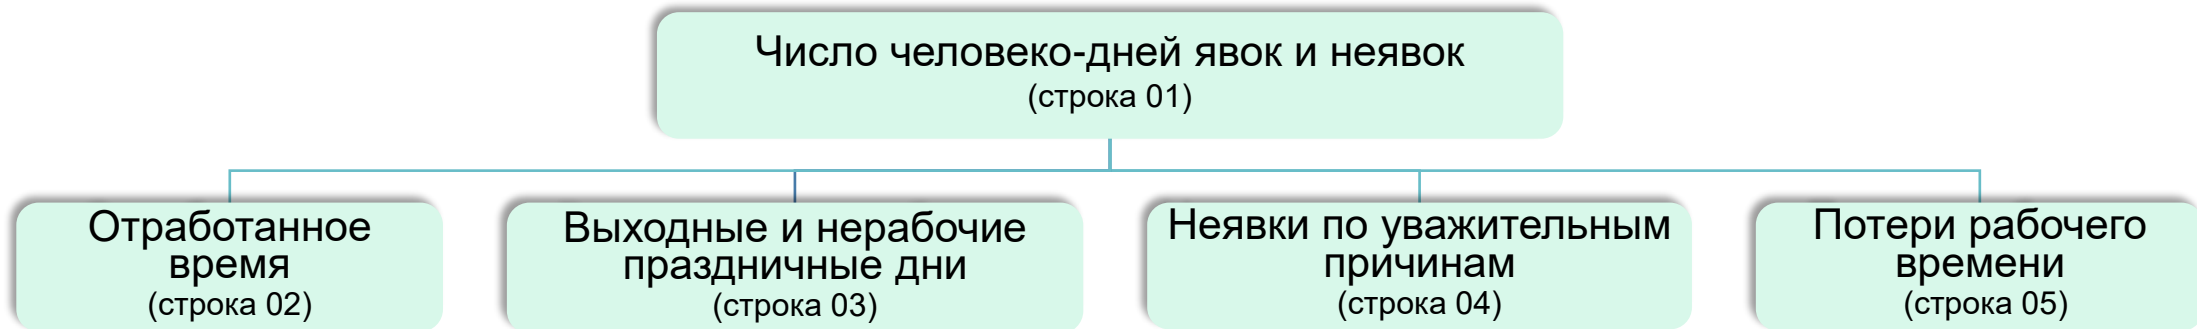 Число человеко-дней явок и неявок
(строка 01)
Отработанное
время
(строка 02)
Выходные и нерабочие
праздничные дни
(строка 03)
Неявки по уважительным
причинам
(строка 04)
Потери рабочего
времени
(строка 05)